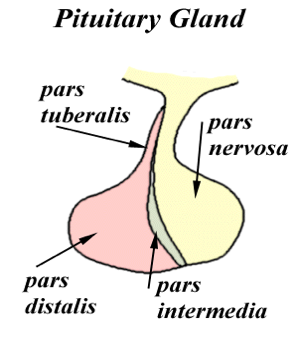 Pituitary Gland
pars
tuberalis
pars
nervosa
pars
distalis
pars
intermedia